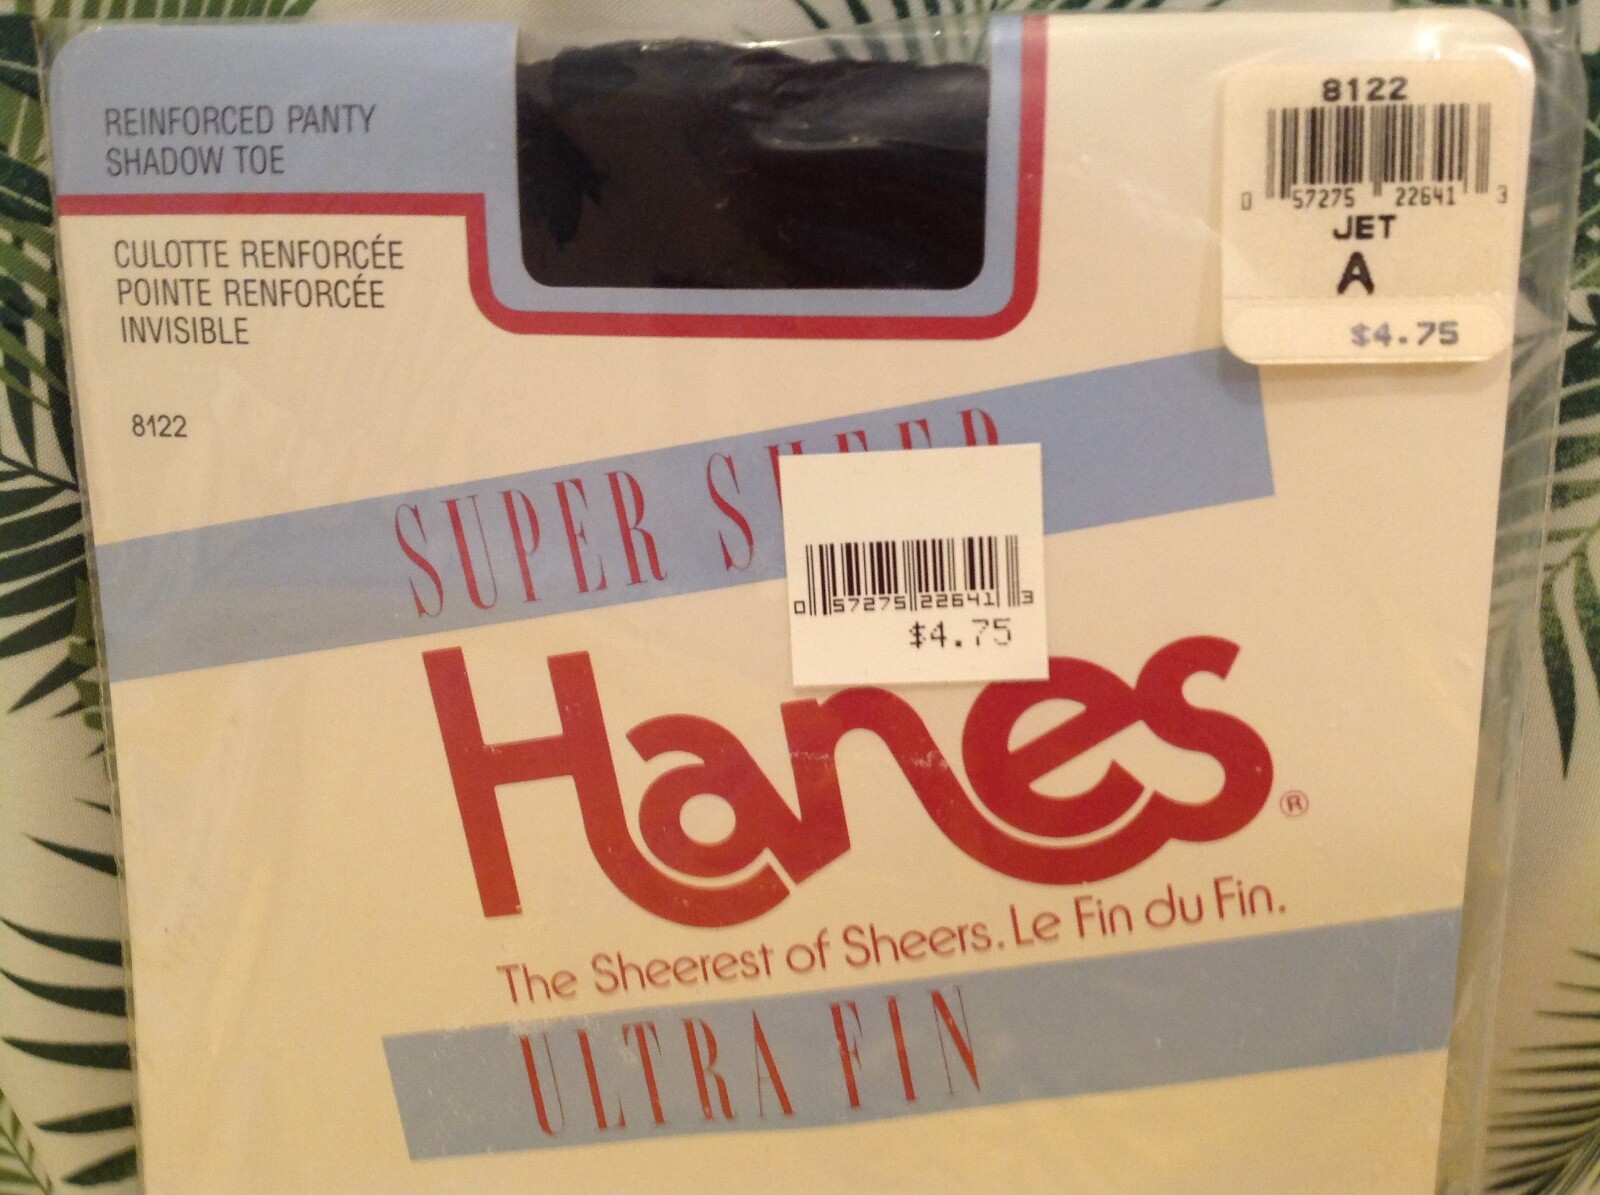 REINFORCED PANTY
SHADOW TOE
CULOTTE RENFORCÉE
POINTE RENFORCÉE
INVISIBLE
8122
8122
0 57275 22641 3
JET
A
$4.75
SUPER SHEER
0 57275 22641 3
$4.75
Hanes®
The Sheerest of Sheers. Le Fin du Fin.
ULTRA FIN